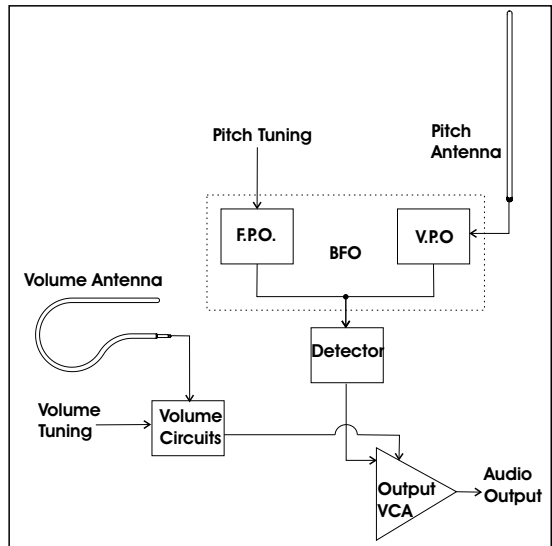 Pitch Tuning
Pitch
Antenna
F.P.O.
V.P.O
BFO
Volume Antenna
Detector
Volume
Tuning
Volume
Circuits
Output
VCA
Audio
Output